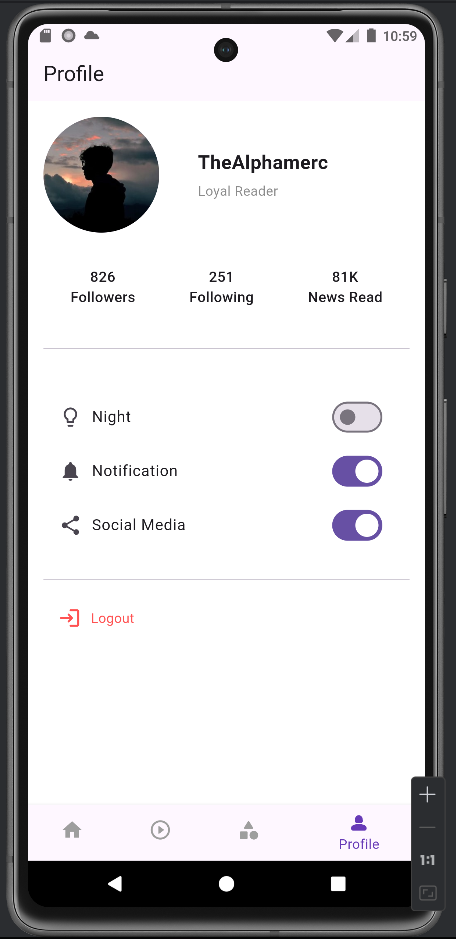 10:59
Profile
TheAlphamerc
Loyal Reader
826 251 81K
Followers Following News Read
Night
Notification
Social Media
Logout
Profile
1:1